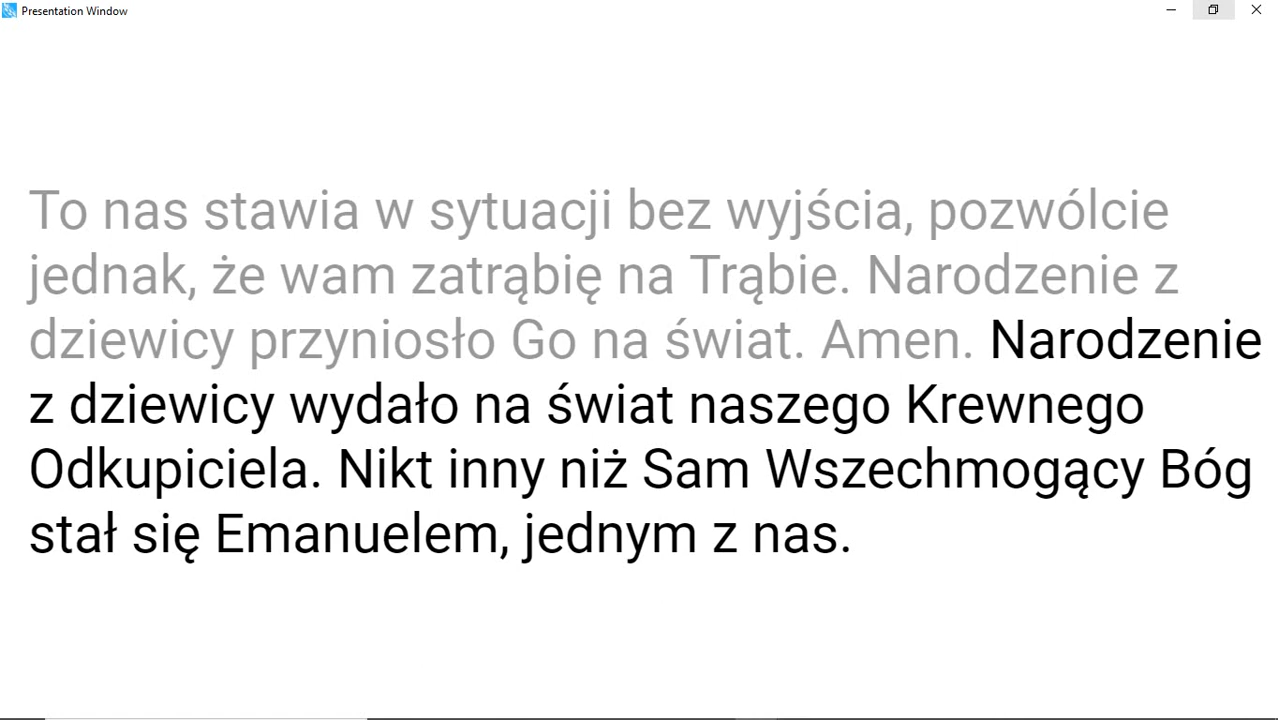 Presentation Window
To nas stawia w sytuacji bez wyjścia, pozwólcie
jednak, że wam zatrąbię na Trąbie. Narodzenie z
dziewicy przyniosło Go na świat. Amen. Narodzenie
z dziewicy wydało na świat naszego Krewnego
Odkupiciela. Nikt inny niż Sam Wszechmogący Bóg
stał się Emanuelem, jednym z nas.